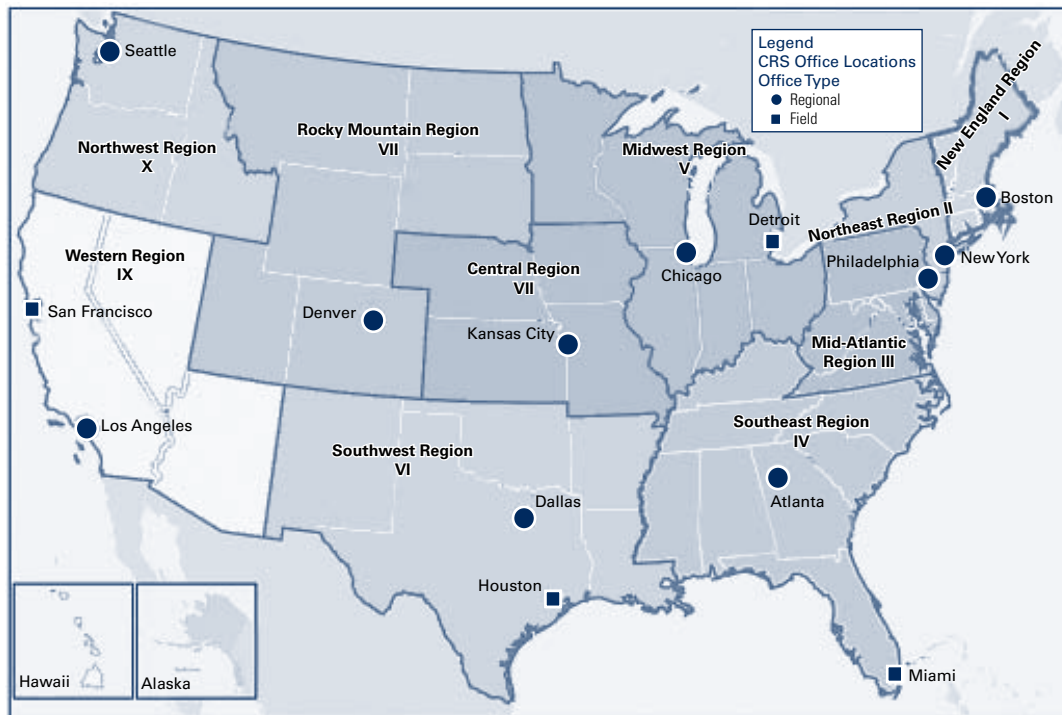 Seattle
Legend
CRS Office Locations
Office Type
Regional
Field
Northwest Region
X
Rocky Mountain Region
VII
Midwest Region
V
New England Region
I
Boston
Northeast Region II
New York
Detroit
Philadelphia
Chicago
Western Region
IX
San Francisco
Central Region
VII
Denver
Kansas City
Mid-Atlantic
Region III
Los Angeles
Southwest Region
VI
Southeast Region
IV
Dallas
Atlanta
Houston
Miami
Hawaii
Alaska